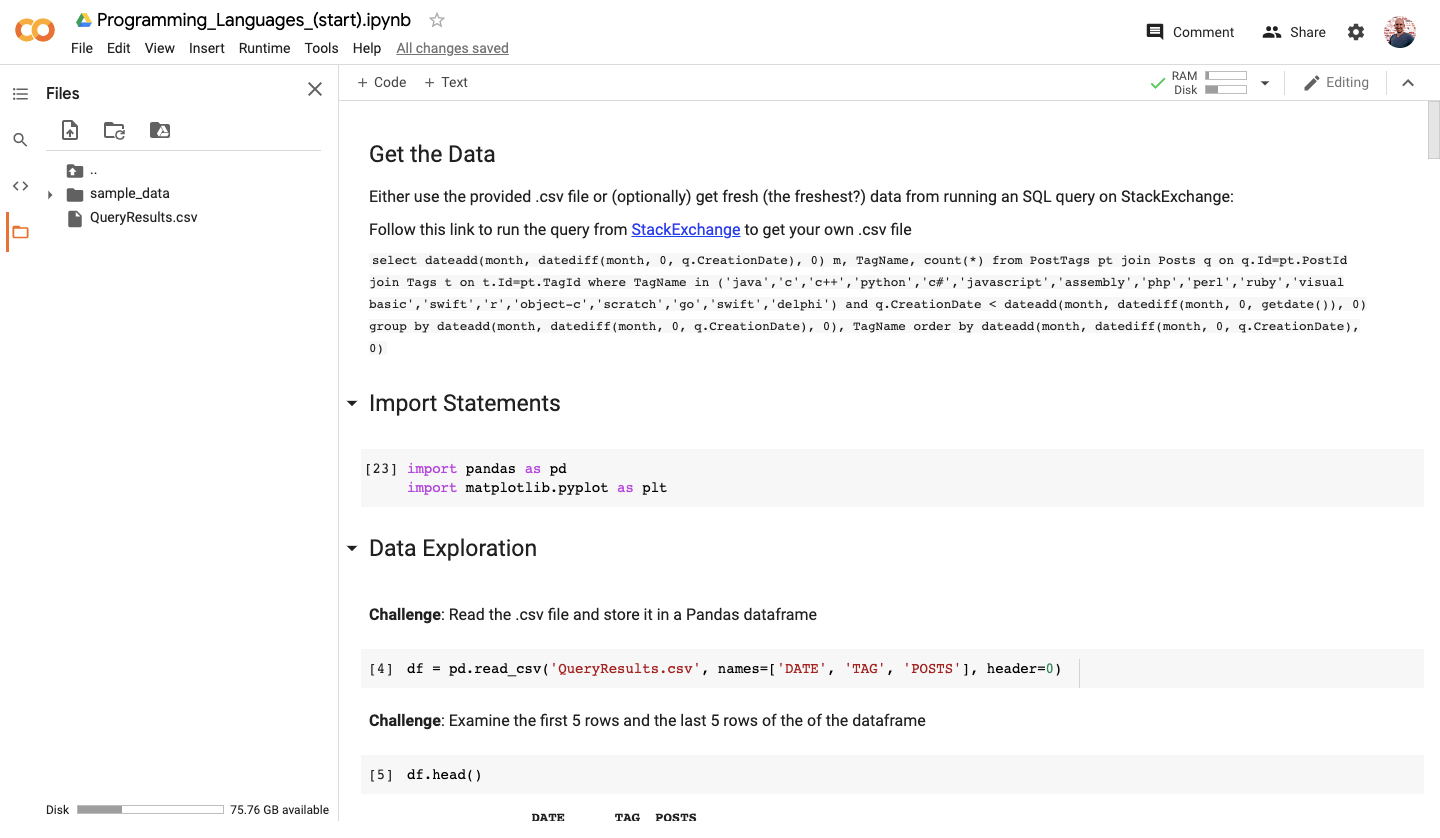 Programming_Languages_(start).ipynb
File Edit View Insert Runtime Tools Help All changes saved
Comment Share
Files
+ Code + Text
RAM
Disk
Editing
..
sample_data
QueryResults.csv
Get the Data
Either use the provided .csv file or (optionally) get fresh (the freshest?) data from running an SQL query on StackExchange:
Follow this link to run the query from StackExchange to get your own .csv file
select dateadd(month, datediff(month, 0, q.CreationDate), 0) m, TagName, count(*) from PostTags pt join Posts q on q.Id=pt.PostId
join Tags t on t.Id=pt.TagId where TagName in ('java','c','c++','python','c#','javascript','assembly','php','perl','ruby','visual
basic','swift','r','object-c','scratch','go','swift','delphi') and q.CreationDate < dateadd(month, datediff(month, 0, getdate()), 0)
group by dateadd(month, datediff(month, 0, q.CreationDate), 0), TagName order by dateadd(month, datediff(month, 0, q.CreationDate),
0)
Import Statements
[23] import pandas as pd
import matplotlib.pyplot as plt
Data Exploration
Challenge: Read the .csv file and store it in a Pandas dataframe
[4] df = pd.read_csv('QueryResults.csv', names=['DATE', 'TAG', 'POSTS'], header=0)
Challenge: Examine the first 5 rows and the last 5 rows of the of the dataframe
[5] df.head()
DATE TAG POSTS
Disk 75.76 GB available